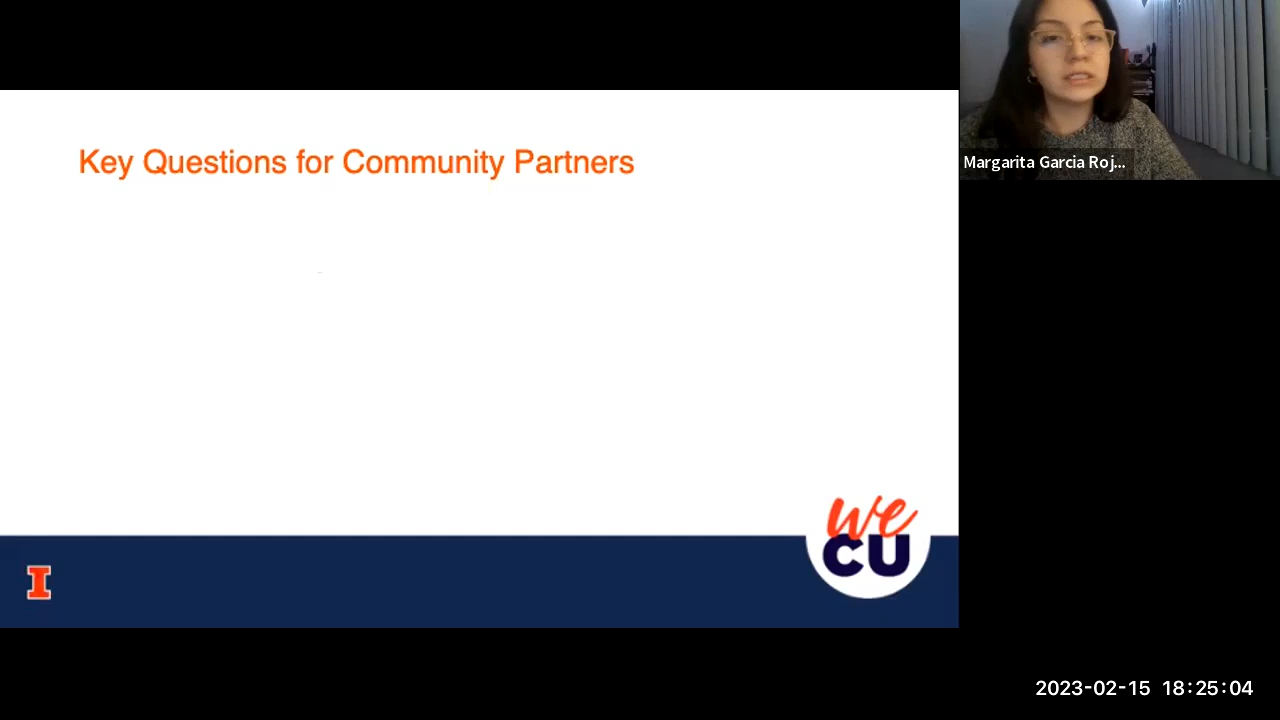 Key Questions for Community Partners
Margarita Garcia Roj...
we
CU
I
2023-02-15 18:25:04